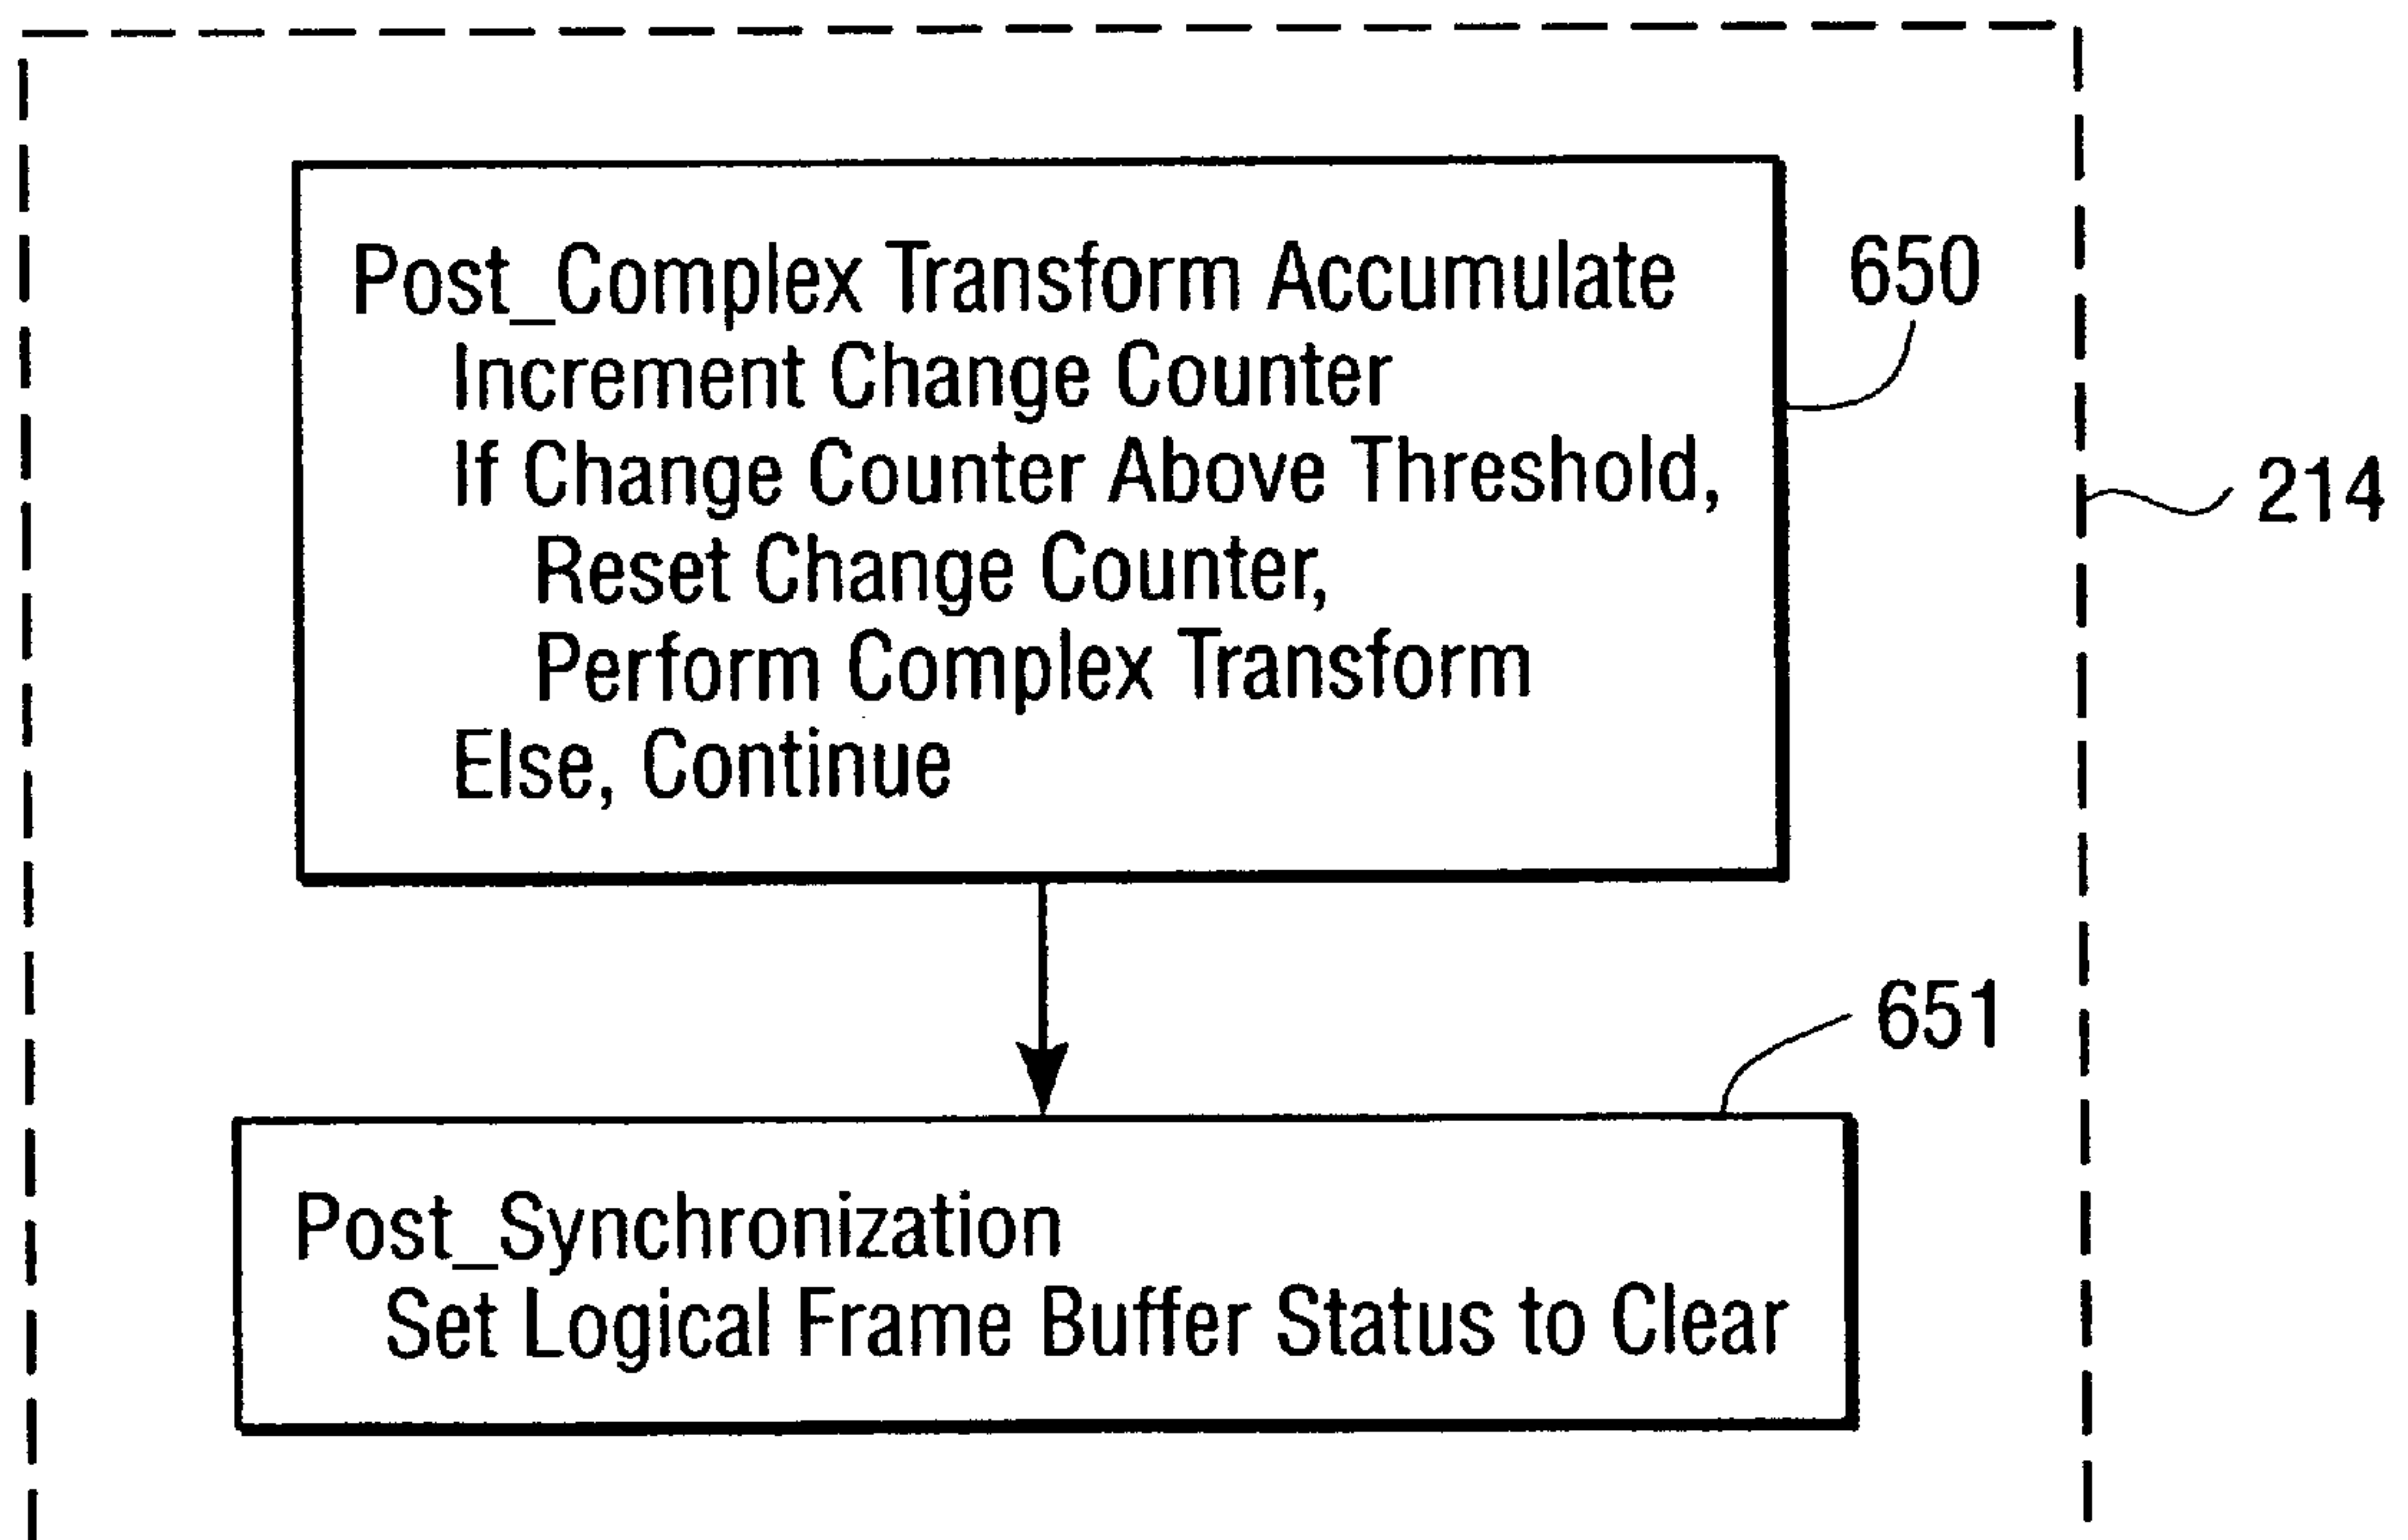 Post_Complex Transform Accumulate
Increment Change Counter
If Change Counter Above Threshold,
Reset Change Counter,
Perform Complex Transform
Else, Continue
650
214
651
Post_Synchronization
Set Logical Frame Buffer Status to Clear